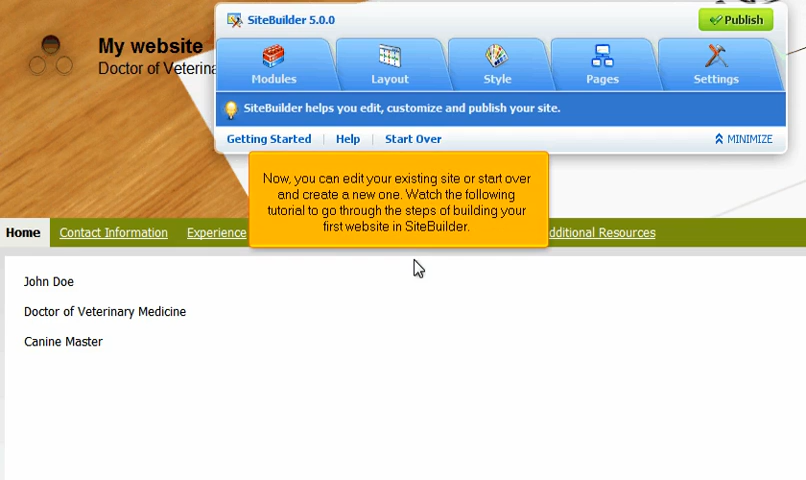 SiteBuilder 5.0.0
Publish
My website
Doctor of Veterina
Modules
Layout
Style
Pages
Settings
SiteBuilder helps you edit, customize and publish your site.
Getting Started | Help | Start Over
MINIMIZE
Now, you can edit your existing site or start over
and create a new one. Watch the following
tutorial to go through the steps of building your
first website in SiteBuilder.
Home Contact Information Experience dditional Resources
John Doe
Doctor of Veterinary Medicine
Canine Master